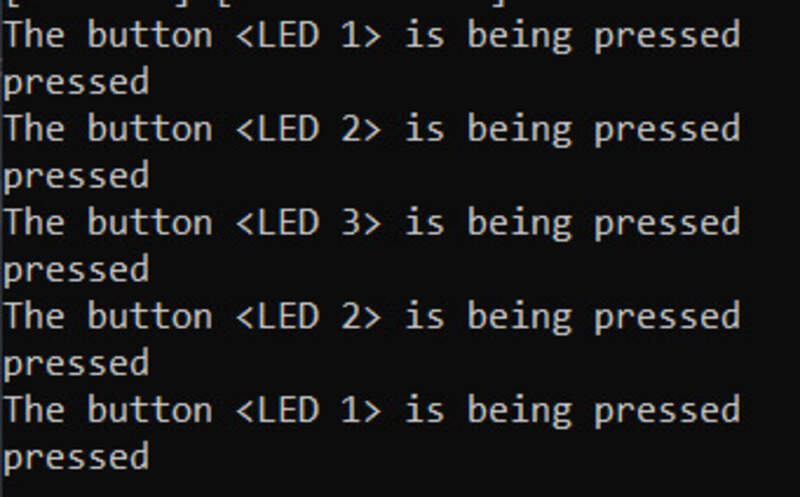 The button <LED 1> is being pressed
pressed
The button <LED 2> is being pressed
pressed
The button <LED 3> is being pressed
pressed
The button <LED 2> is being pressed
pressed
The button <LED 1> is being pressed
pressed